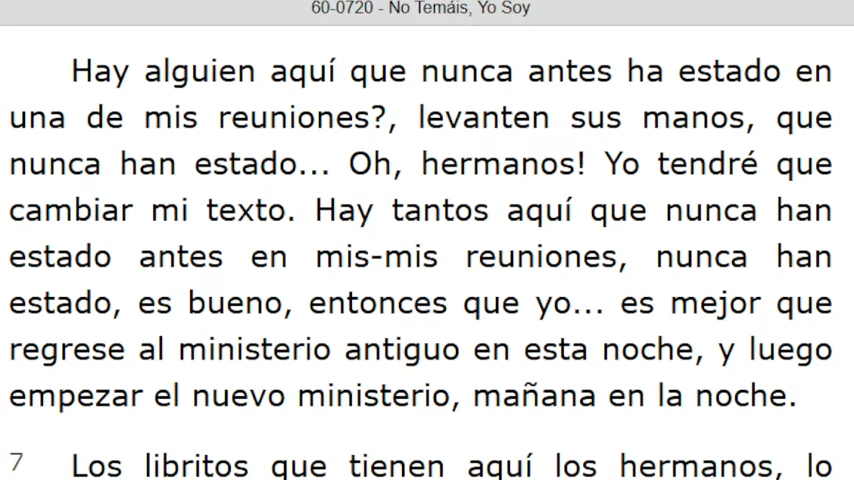 60-0720 - No Temáis, Yo Soy
Hay alguien aquí que nunca antes ha estado en
una de mis reuniones?, levanten sus manos, que
nunca han estado... Oh, hermanos! Yo tendré que
cambiar mi texto. Hay tantos aquí que nunca han
estado antes en mis-mis reuniones, nunca han
estado, es bueno, entonces que yo... es mejor que
regrese al ministerio antiguo en esta noche, y luego
empezar el nuevo ministerio, mañana en la noche.
7 Los libritos que tienen aquí los hermanos, lo